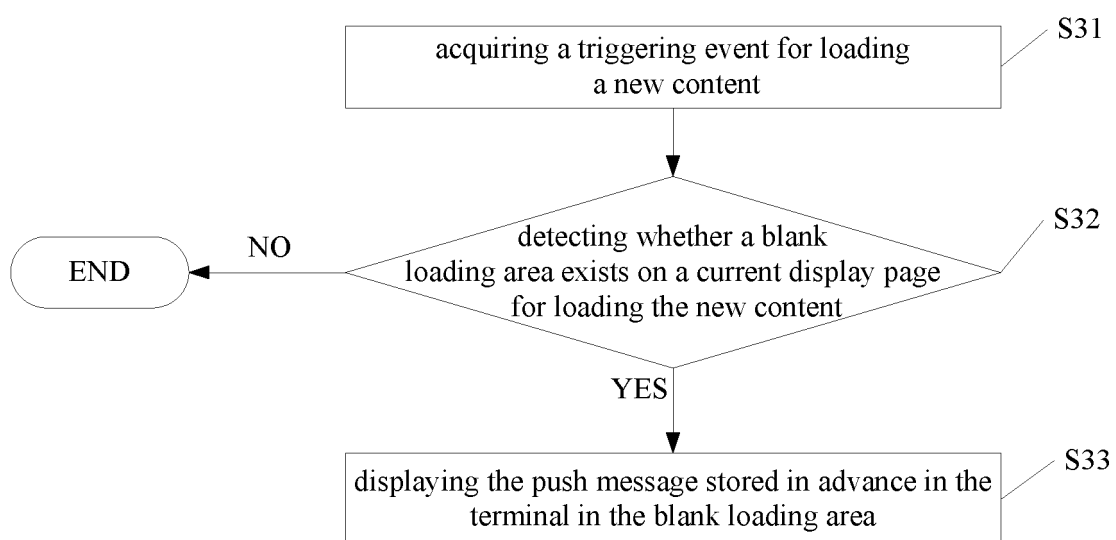 S31
acquiring a triggering event for loading
a new content
S32
detecting whether a blank
loading area exists on a current display page
for loading the new content
NO
END
YES
S33
displaying the push message stored in advance in the
terminal in the blank loading area